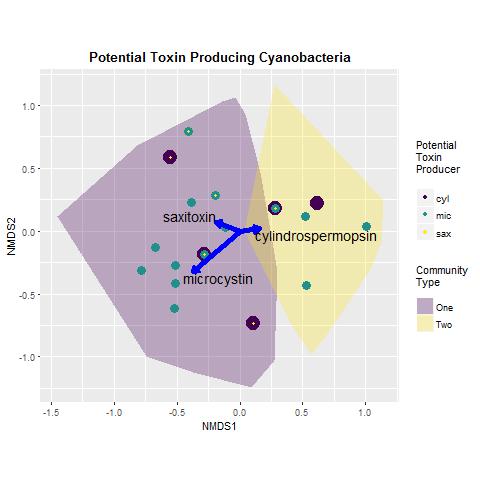 Potential Toxin Producing Cyanobacteria
1.0
0.5
0.0
-0.5
-1.0
NMDS2
saxitoxin
cylindrospermopsin
microcystin
-1.5 -1.0 -0.5 0.0 0.5 1.0
NMDS1
Potential
Toxin
Producer
cyl
mic
sax
Community
Type
One
Two